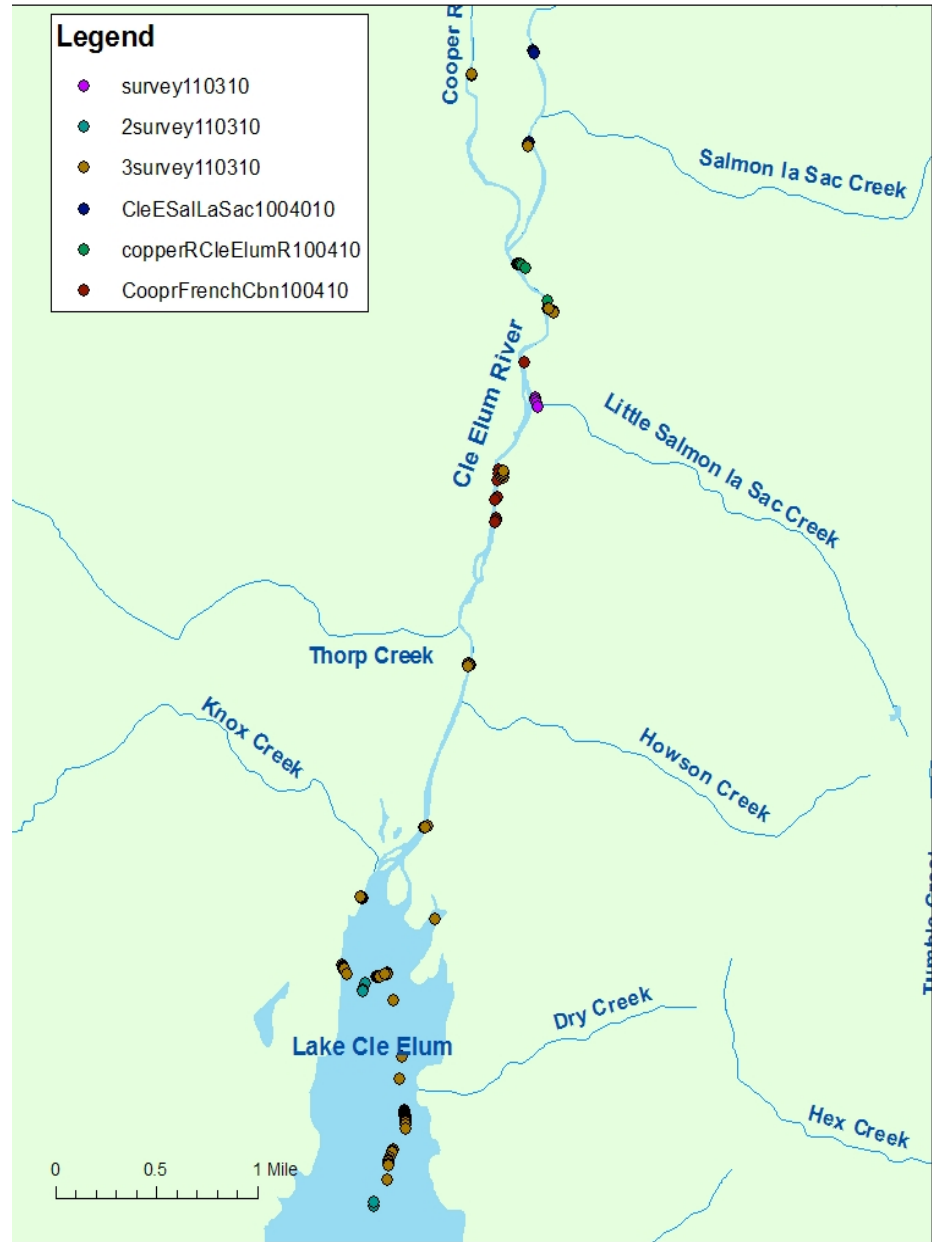 Legend
survey110310
2survey110310
3survey110310
CleESalLaSac1004010
copperRCleElumR100410
CooprFrenchCbn100410
Cooper R
Salmon la Sac Creek
Cle Elum River
Little Salmon la Sac Creek
Thorp Creek
Knox Creek
Howson Creek
Tumble Creek
Dry Creek
Lake Cle Elum
Hex Creek
0 0.5 1 Mile